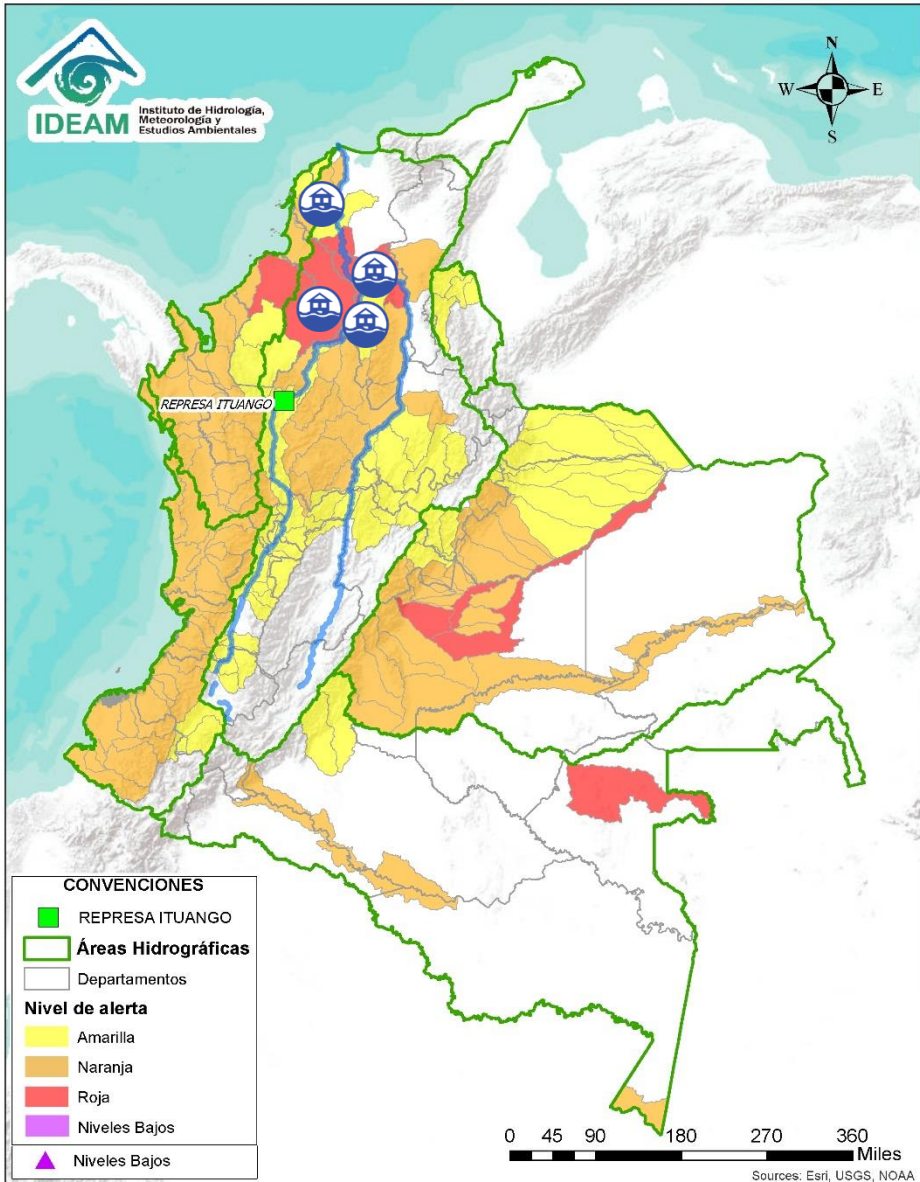 IDEAM
Instituto de Hidrología,
Meteorología y
Estudios Ambientales
N
W
E
S
REPRESA ITUANGO
CONVENCIONES
REPRESA ITUANGO
Áreas Hidrográficas
Departamentos
Nivel de alerta
Amarilla
Naranja
Roja
Niveles Bajos
Niveles Bajos
0 45 90 180 270 360
Miles
Sources: Esri, USGS, NOAA